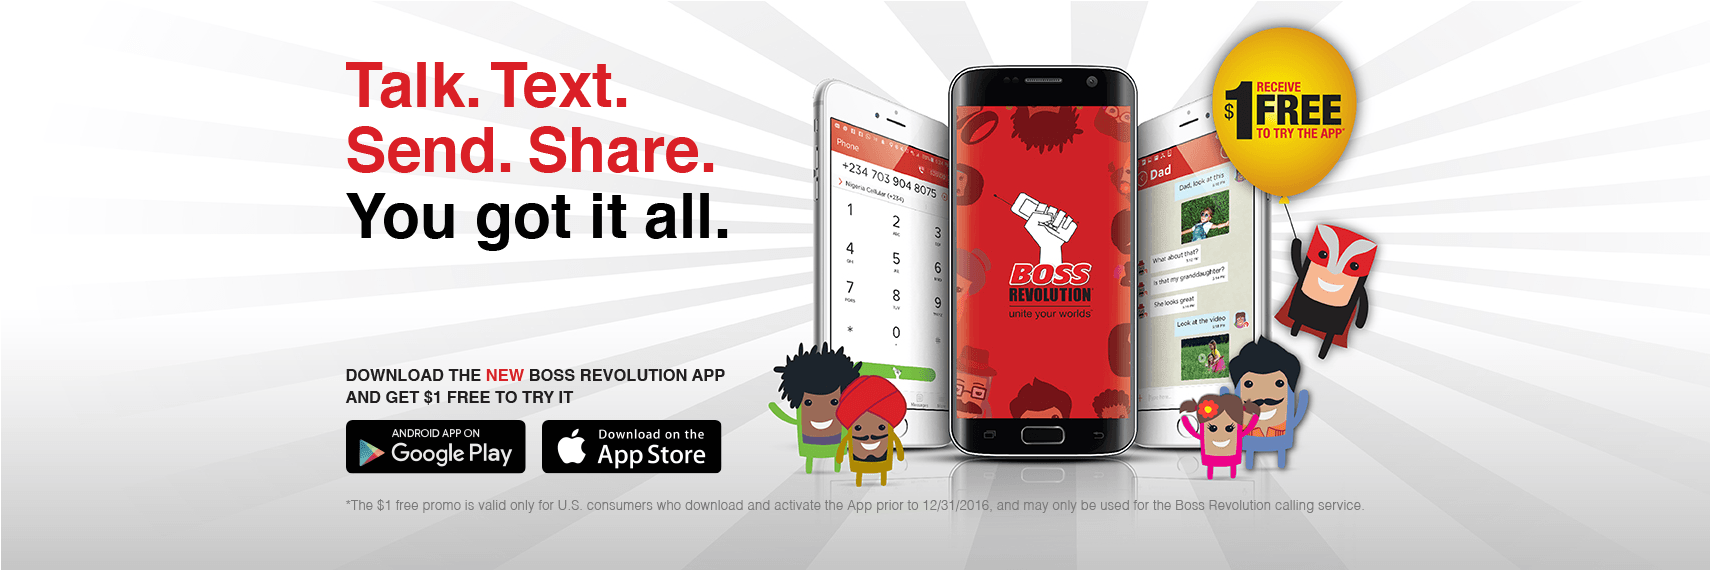 Talk. Text.
Send. Share.
You got it all.
DOWNLOAD THE NEW BOSS REVOLUTION APP
AND GET $1 FREE TO TRY IT
ANDROID APP ON
Google Play
Download on the
App Store
*The $1 free promo is valid only for U.S. consumers who download and activate the App prior to 12/31/2016, and may only be used for the Boss Revolution calling service.
Phone
+234 703 904 8075
Nigeria Cellular (+234)
1
2
3
4
5
6
7
8
9
*
0
BOSS
REVOLUTION
unite your worlds
Dad
Dad, look at this
What about that?
Is that my granddaughter?
She looks great
Look at the video
RECEIVE
$1 FREE
TO TRY THE APP*